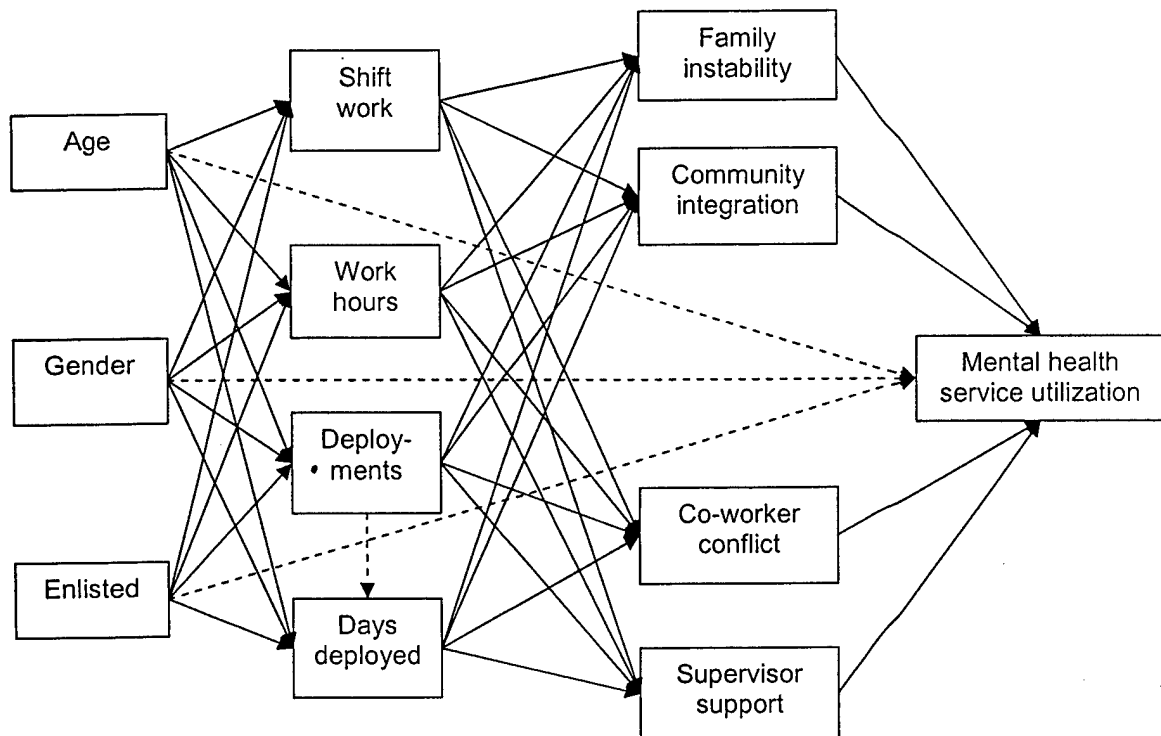 Age
Gender
Enlisted
Shift
work
Work
hours
Deploy-
ments
Days
deployed
Family
instability
Community
integration
Co-worker
conflict
Supervisor
support
Mental health
service utilization